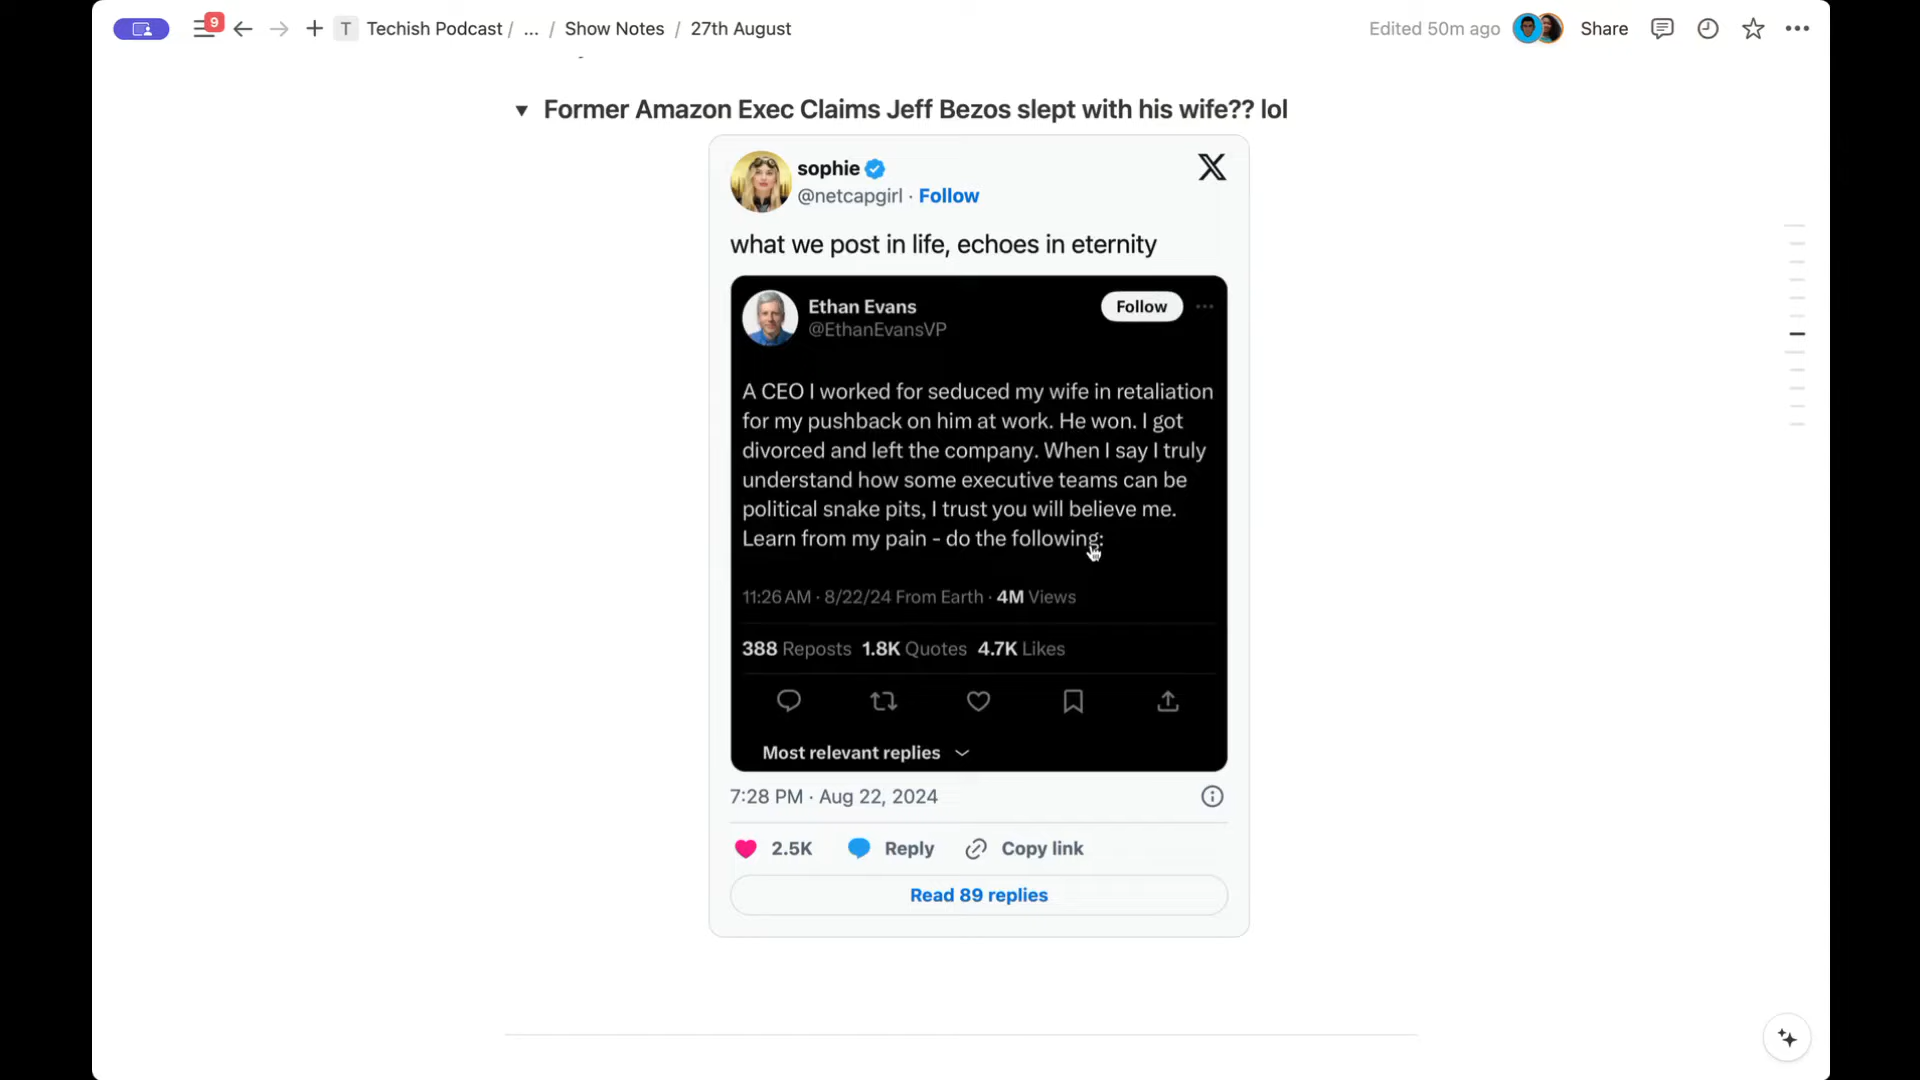 9
T Techish Podcast / ... / Show Notes / 27th August
Edited 50m ago Share
Former Amazon Exec Claims Jeff Bezos slept with his wife?? lol
sophie
@netcapgirl · Follow
what we post in life, echoes in eternity
Ethan Evans
@EthanEvansVP
Follow
A CEO I worked for seduced my wife in retaliation
for my pushback on him at work. He won. I got
divorced and left the company. When I say I truly
understand how some executive teams can be
political snake pits, I trust you will believe me.
Learn from my pain - do the following:
11:26 AM · 8/22/24 From Earth · 4M Views
388 Reposts 1.8K Quotes 4.7K Likes
Most relevant replies
7:28 PM · Aug 22, 2024
2.5K Reply Copy link
Read 89 replies